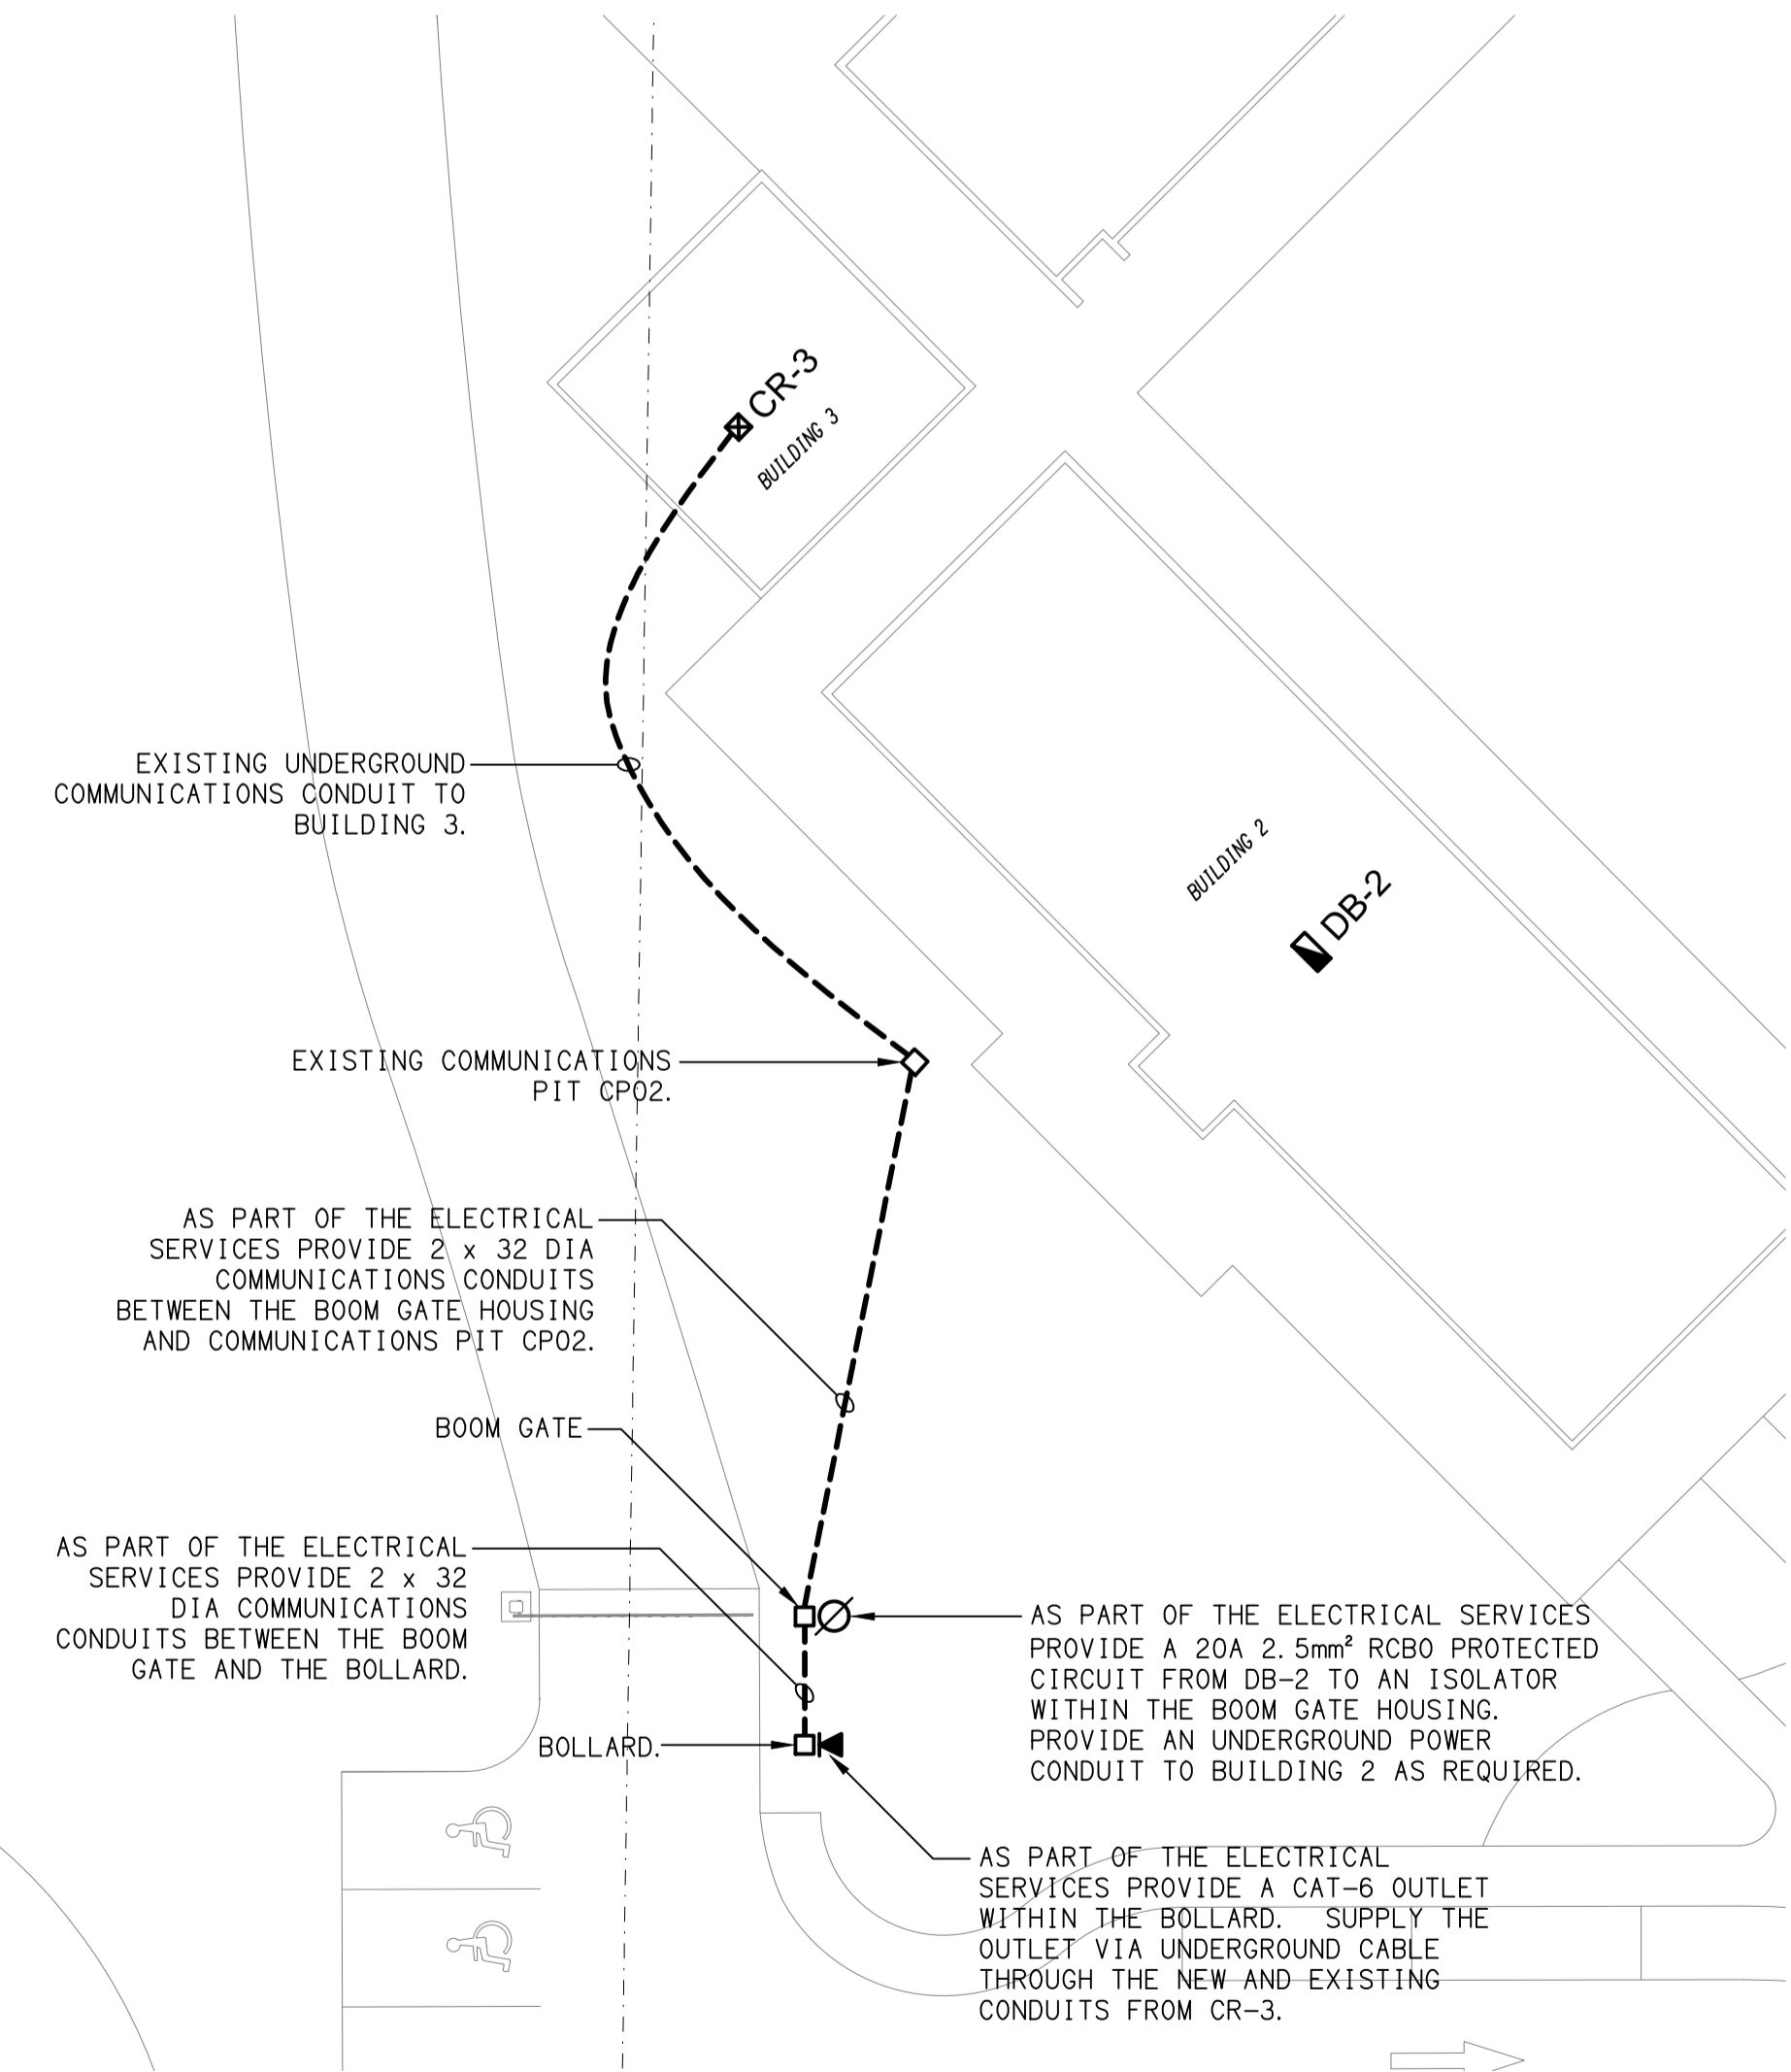 CR-3
BUILDING 3
EXISTING UNDERGROUND
COMMUNICATIONS CONDUIT TO
BUILDING 3.
BUILDING 2
DB-2
EXISTING COMMUNICATIONS
PIT CP02.
AS PART OF THE ELECTRICAL
SERVICES PROVIDE 2 x 32 DIA
COMMUNICATIONS CONDUITS
BETWEEN THE BOOM GATE HOUSING
AND COMMUNICATIONS PIT CP02.
BOOM GATE
AS PART OF THE ELECTRICAL
SERVICES PROVIDE 2 x 32
DIA COMMUNICATIONS
CONDUITS BETWEEN THE BOOM
GATE AND THE BOLLARD.
AS PART OF THE ELECTRICAL SERVICES
PROVIDE A 20A 2.5mm² RCBO PROTECTED
CIRCUIT FROM DB-2 TO AN ISOLATOR
WITHIN THE BOOM GATE HOUSING.
PROVIDE AN UNDERGROUND POWER
CONDUIT TO BUILDING 2 AS REQUIRED.
BOLLARD.
AS PART OF THE ELECTRICAL
SERVICES PROVIDE A CAT-6 OUTLET
WITHIN THE BOLLARD. SUPPLY THE
OUTLET VIA UNDERGROUND CABLE
THROUGH THE NEW AND EXISTING
CONDUITS FROM CR-3.